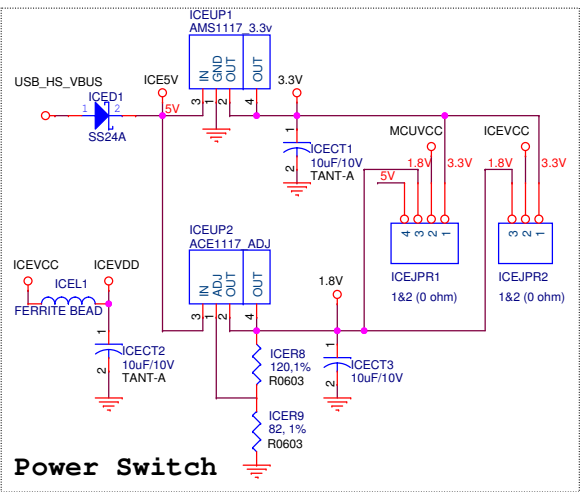 ICEUP1
AMS1117_3.3v
USB_HS_VBUS
ICE5V
ICED1
1
2
SS24A
5V
IN
GND
OUT
OUT
3
1
2
4
3.3V
1
2
ICECT1
10uF/10V
TANT-A
MCUVCC
ICEVCC
1.8V
3.3V
1.8V
3.3V
5V
4
3
2
1
3
2
1
ICEJPR1
ICEJPR2
1&2 (0 ohm)
1&2 (0 ohm)
ICEUP2
ACE1117_ADJ
IN
ADJ
OUT
OUT
3
1
2
4
1.8V
ICEVCC
ICEVDD
ICEL1
FERRITE BEAD
1
2
ICECT2
10uF/10V
TANT-A
ICER8
120,1%
R0603
1
2
ICECT3
10uF/10V
ICER9
82, 1%
R0603
Power Switch